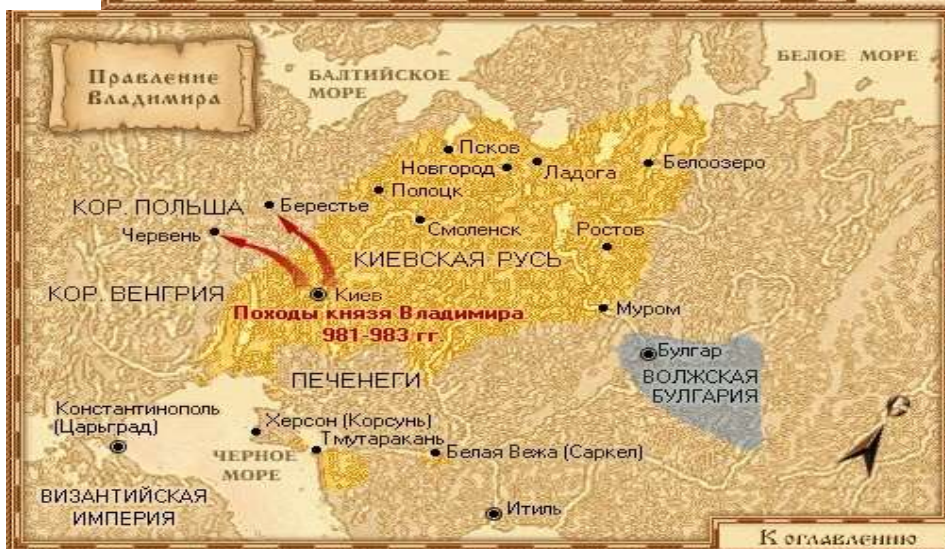 Правление
Владимира
БЕЛОЕ МОРЕ
БАЛТИЙСКОЕ
МОРЕ
Псков
Новгород
Ладога
Белоозеро
Полоцк
КОР. ПОЛЬША
Берестье
Червень
Смоленск
Ростов
КИЕВСКАЯ РУСЬ
КОР. ВЕНГРИЯ
Киев
Муром
Походы князя Владимира
981-983 гг.
Булгар
ВОЛЖСКАЯ
БУЛГАРИЯ
ПЕЧЕНЕГИ
Константинополь
(Царьград)
Херсон (Корсунь)
Тмутаракань
Белая Вежа (Саркел)
ЧЕРНОЕ
МОРЕ
С
ВИЗАНТИЙСКАЯ
ИМПЕРИЯ
Итиль
К оглавлению